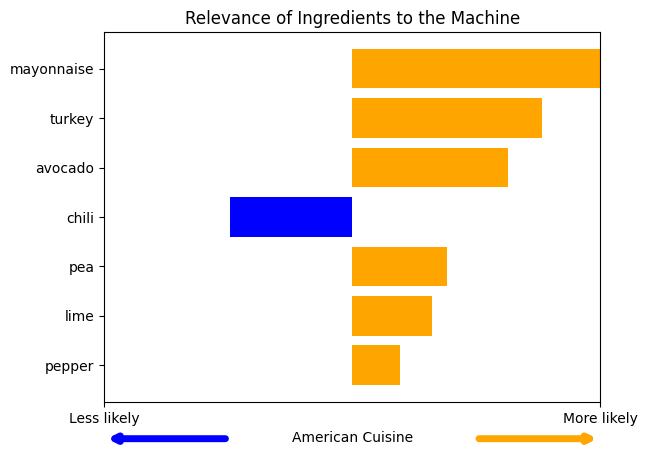 Relevance of Ingredients to the Machine
mayonnaise
turkey
avocado
chili
pea
lime
pepper
Less likely
More likely
American Cuisine